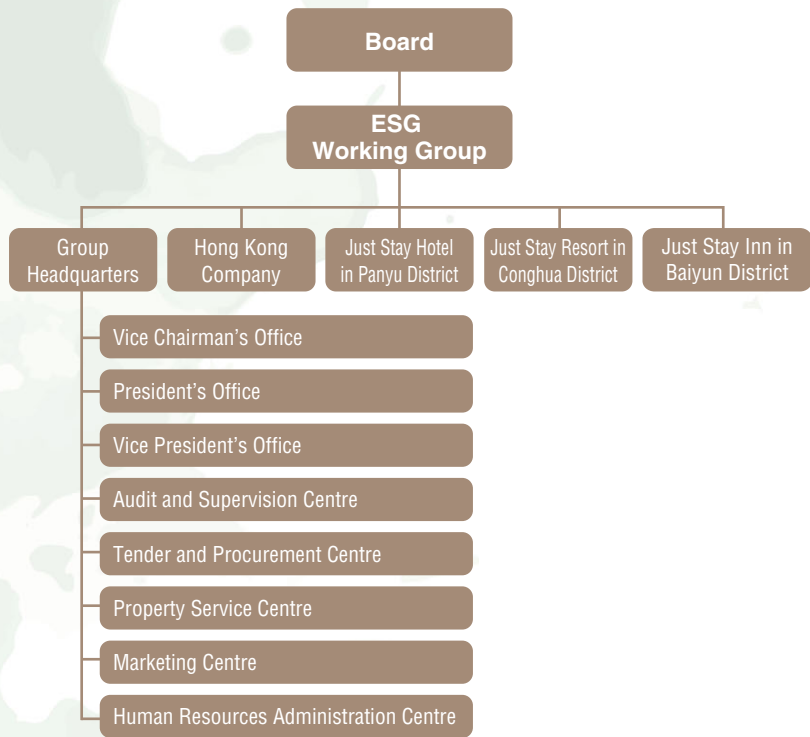 Board
ESG
Working Group
Group
Headquarters
Hong Kong
Company
Just Stay Hotel
in Panyu District
Just Stay Resort in
Conghua District
Just Stay Inn in
Baiyun District
Vice Chairman’s Office
President’s Office
Vice President’s Office
Audit and Supervision Centre
Tender and Procurement Centre
Property Service Centre
Marketing Centre
Human Resources Administration Centre